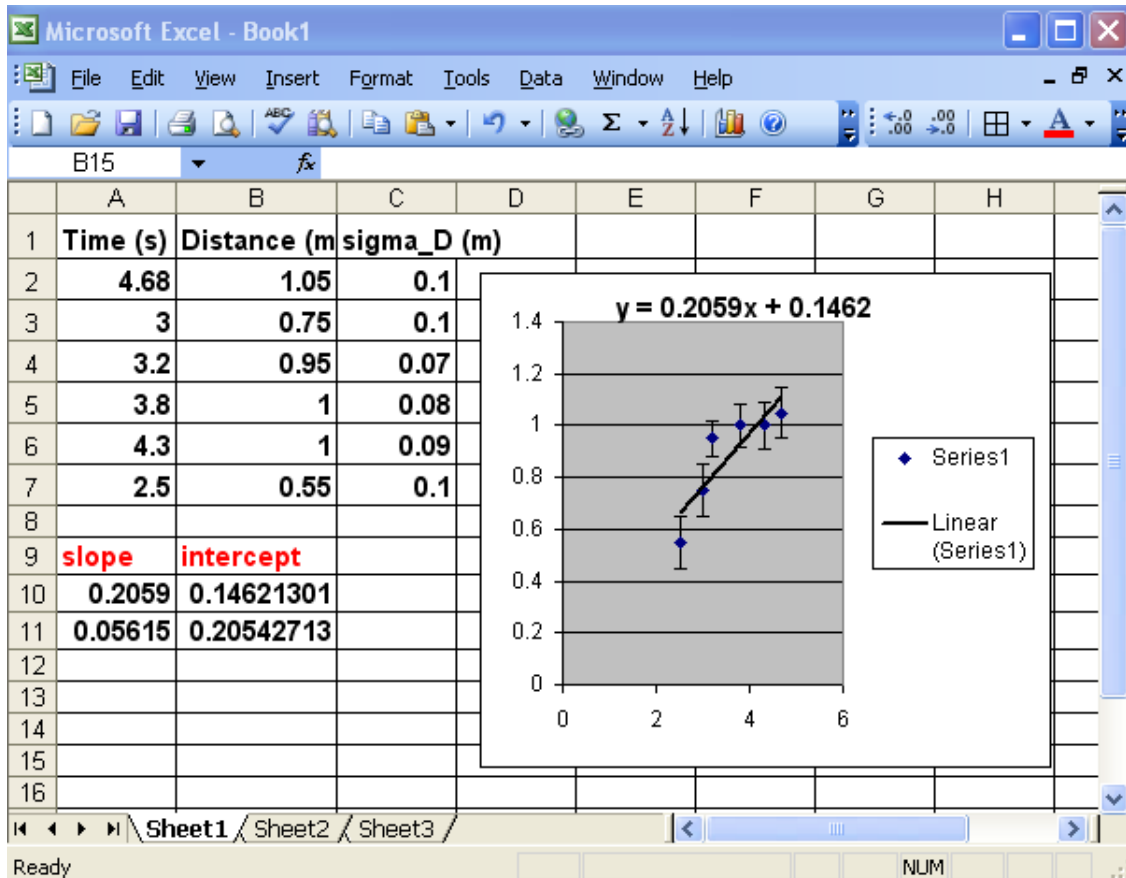 Microsoft Excel - Book1
File Edit View Insert Format Tools Data Window Help
B15 fx
A B C D E F G H
1 Time (s) Distance (m sigma_D (m)
2 4.68 1.05 0.1
3 3 0.75 0.1
4 3.2 0.95 0.07
5 3.8 1 0.08
6 4.3 1 0.09
7 2.5 0.55 0.1
8
9 slope intercept
10 0.2059 0.14621301
11 0.05615 0.20542713
12
13
14
15
16
y = 0.2059x + 0.1462
1.4
1.2
1
0.8
0.6
0.4
0.2
0
0 2 4 6
Series1
Linear
(Series1)
Sheet1 Sheet2 Sheet3
Ready NUM